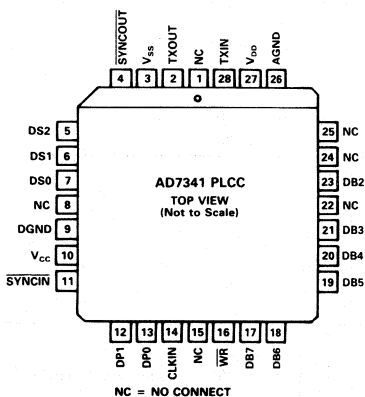 SYNCOUT
VSS
TXOUT
NC
TXIN
VDD
AGND
4 3 2 1 28 27 26
DS2 5
DS1 6
DS0 7
NC 8
DGND 9
VCC 10
SYNCIN 11
AD7341 PLCC
TOP VIEW
(Not to Scale)
25 NC
24 NC
23 DB2
22 NC
21 DB3
20 DB4
19 DB5
12 13 14 15 16 17 18
DP1
DP0
CLKIN
NC
WR
DB7
DB6
NC = NO CONNECT